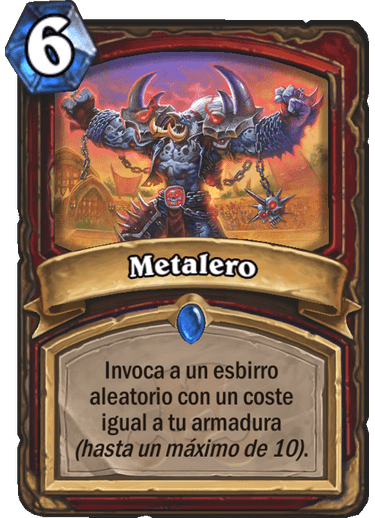 6
Metalero
Invoca a un esbirro
aleatorio con un coste
igual a tu armadura
(hasta un máximo de 10).